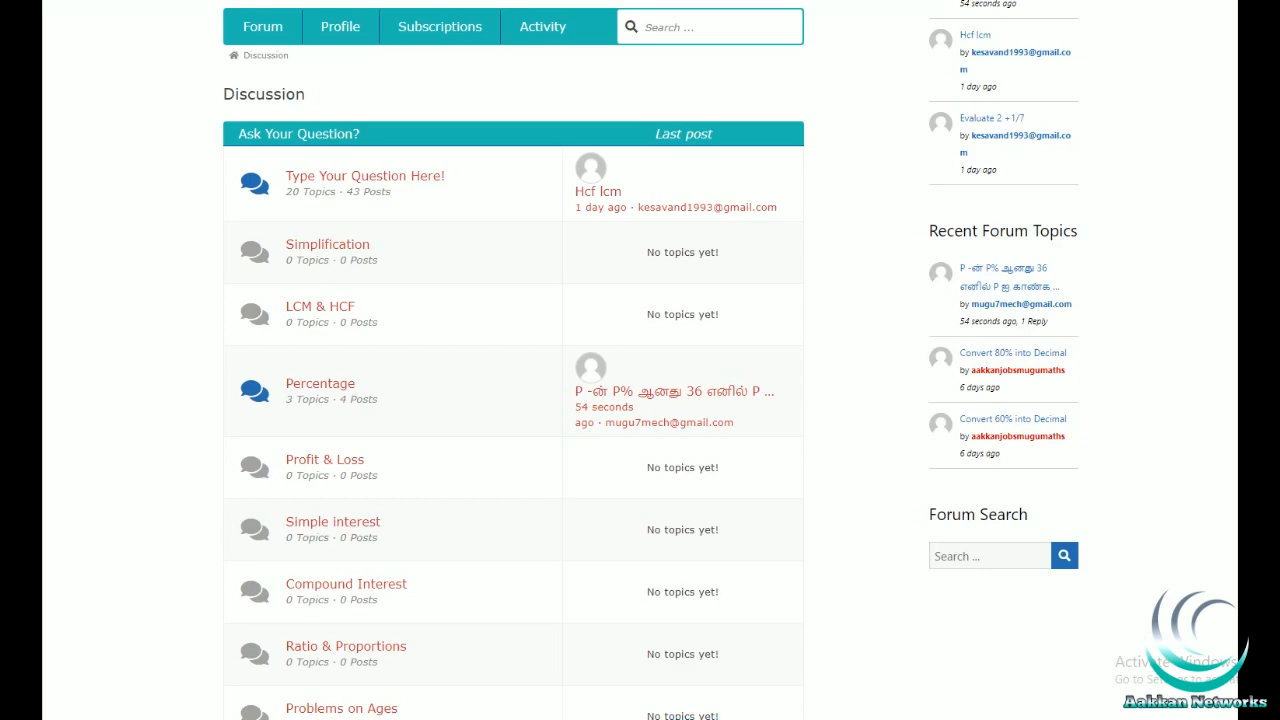 Forum
Profile
Subscriptions
Activity
Search ...
Discussion
Discussion
Ask Your Question?
Last post
Type Your Question Here!
20 Topics · 43 Posts
Hcf lcm
1 day ago · kesavand1993@gmail.com
Simplification
0 Topics · 0 Posts
No topics yet!
LCM & HCF
0 Topics · 0 Posts
No topics yet!
Percentage
3 Topics · 4 Posts
P -ன் P% ஆனது 36 எனில் P ...
54 seconds
ago · mugu7mech@gmail.com
Profit & Loss
0 Topics · 0 Posts
No topics yet!
Simple interest
0 Topics · 0 Posts
No topics yet!
Compound Interest
0 Topics · 0 Posts
No topics yet!
Ratio & Proportions
0 Topics · 0 Posts
No topics yet!
Problems on Ages
No topics yet!
54 seconds ago
Hcf lcm
by kesavand1993@gmail.co
m
1 day ago
Evaluate 2 +1/7
by kesavand1993@gmail.co
m
1 day ago
Recent Forum Topics
P -ன் P% ஆனது 36
எனில் P ஐ காண்க ...
by mugu7mech@gmail.com
54 seconds ago, 1 Reply
Convert 80% into Decimal
by aakkanjobsmugumaths
6 days ago
Convert 60% into Decimal
by aakkanjobsmugumaths
6 days ago
Forum Search
Search ...
Activate Windows
Go to Settings to
Aakkan Networks